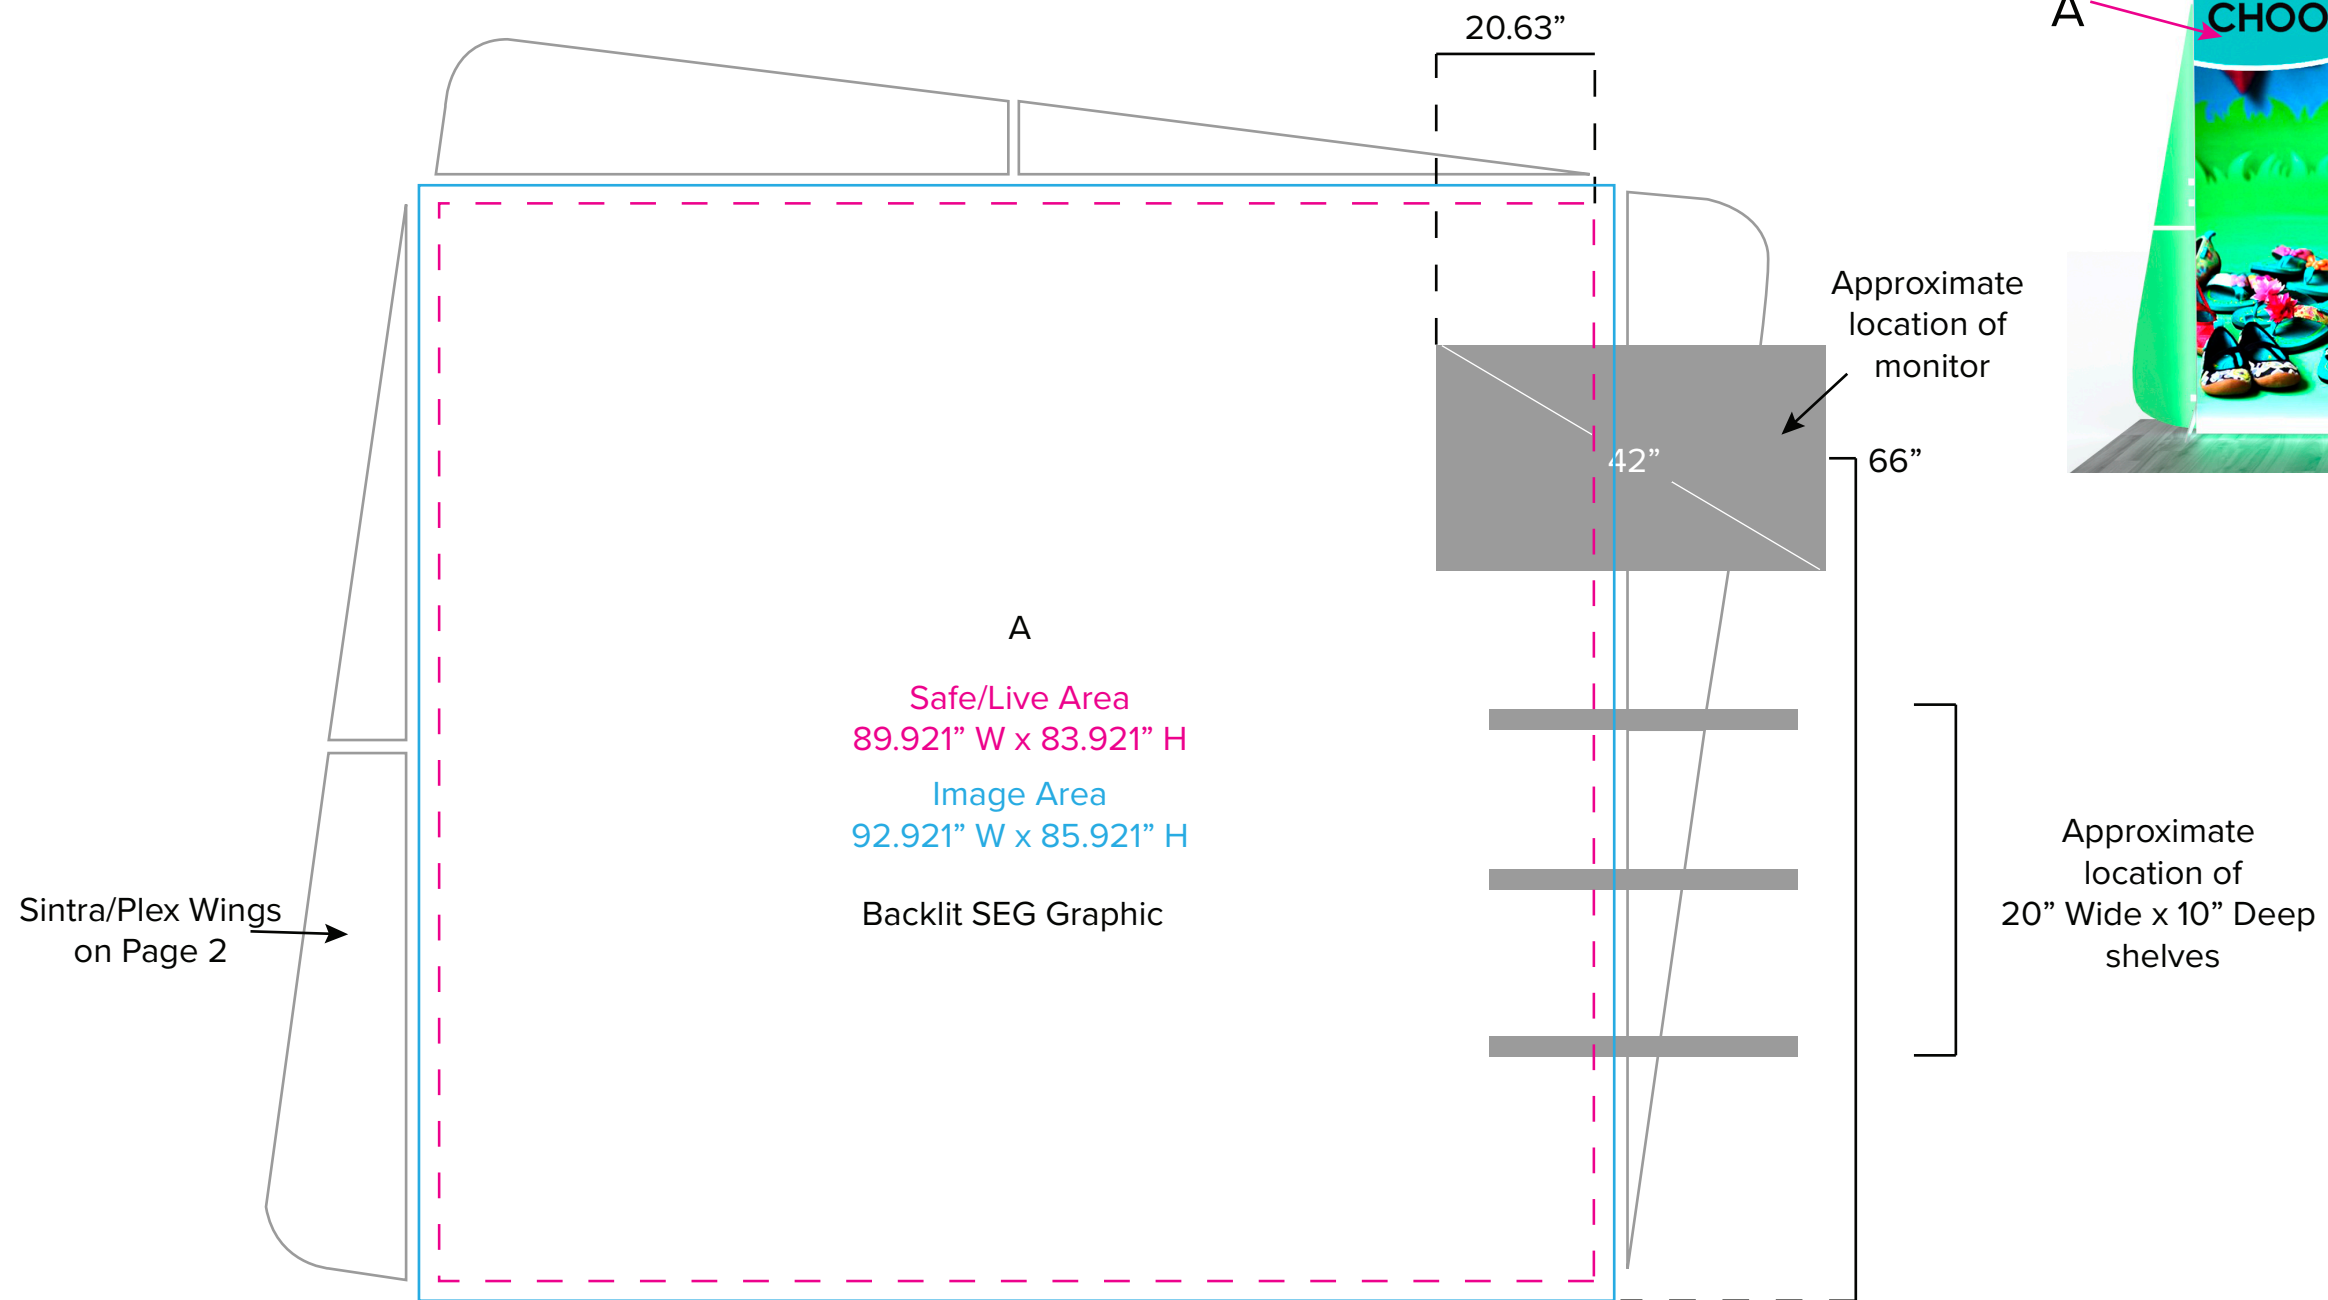 20.63”
A
CHOO
Approximate
location of
monitor
42”
66”
A
Safe/Live Area
89.921” W x 83.921” H
Image Area
92.921” W x 85.921” H
Backlit SEG Graphic
Sintra/Plex Wings
on Page 2
Approximate
location of
20” Wide x 10” Deep
shelves